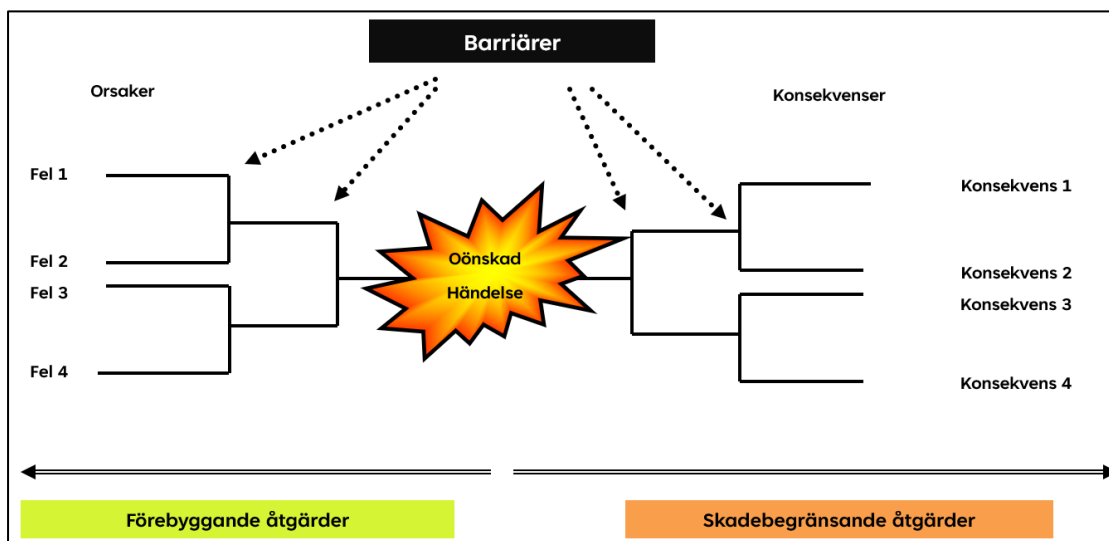 Barriärer
Orsaker
Konsekvenser
Fel 1
Fel 2
Fel 3
Fel 4
Oönskad
Händelse
Konsekvens 1
Konsekvens 2
Konsekvens 3
Konsekvens 4
Förebyggande åtgärder
Skadebegränsande åtgärder